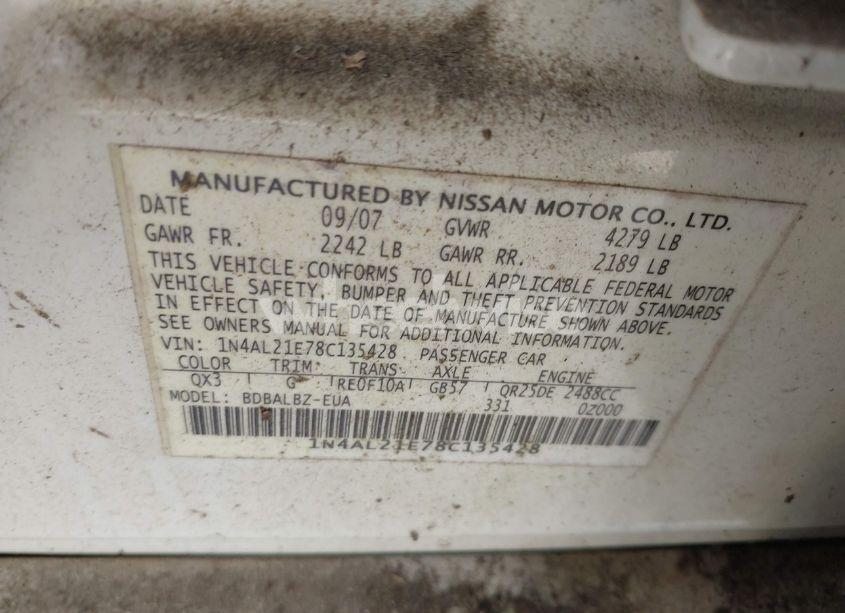 MANUFACTURED BY NISSAN MOTOR CO., LTD.
DATE 09/07 GVWR 4279 LB
GAWR FR. 2242 LB GAWR RR. 2189 LB
THIS VEHICLE CONFORMS TO ALL APPLICABLE FEDERAL MOTOR
VEHICLE SAFETY, BUMPER AND THEFT PREVENTION STANDARDS
IN EFFECT ON THE DATE OF MANUFACTURE SHOWN ABOVE.
SEE OWNERS MANUAL FOR ADDITIONAL INFORMATION.
VIN: 1N4AL21E78C135428 PASSENGER CAR
COLOR TRIM TRANS AXLE ENGINE
QX3 G RE0F10A GB57 QR25DE 2488CC
MODEL: BDBALBZ-EUA 331 0Z000
1N4AL21E78C135428